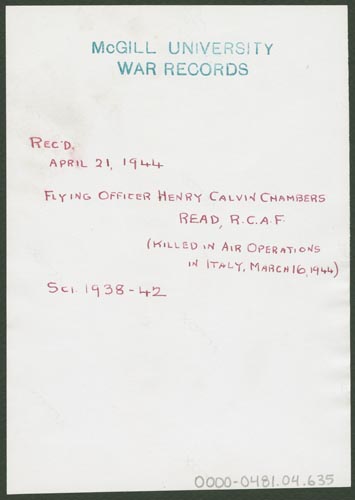 McGILL UNIVERSITY
WAR RECORDS
REC'D.
APRIL 21, 1944
FLYING OFFICER HENRY CALVIN CHAMBERS
READ, R.C.A.F.
(KILLED IN AIR OPERATIONS
IN ITALY, MARCH 16, 1944)
SCI. 1938-42
0000-0481.04.635